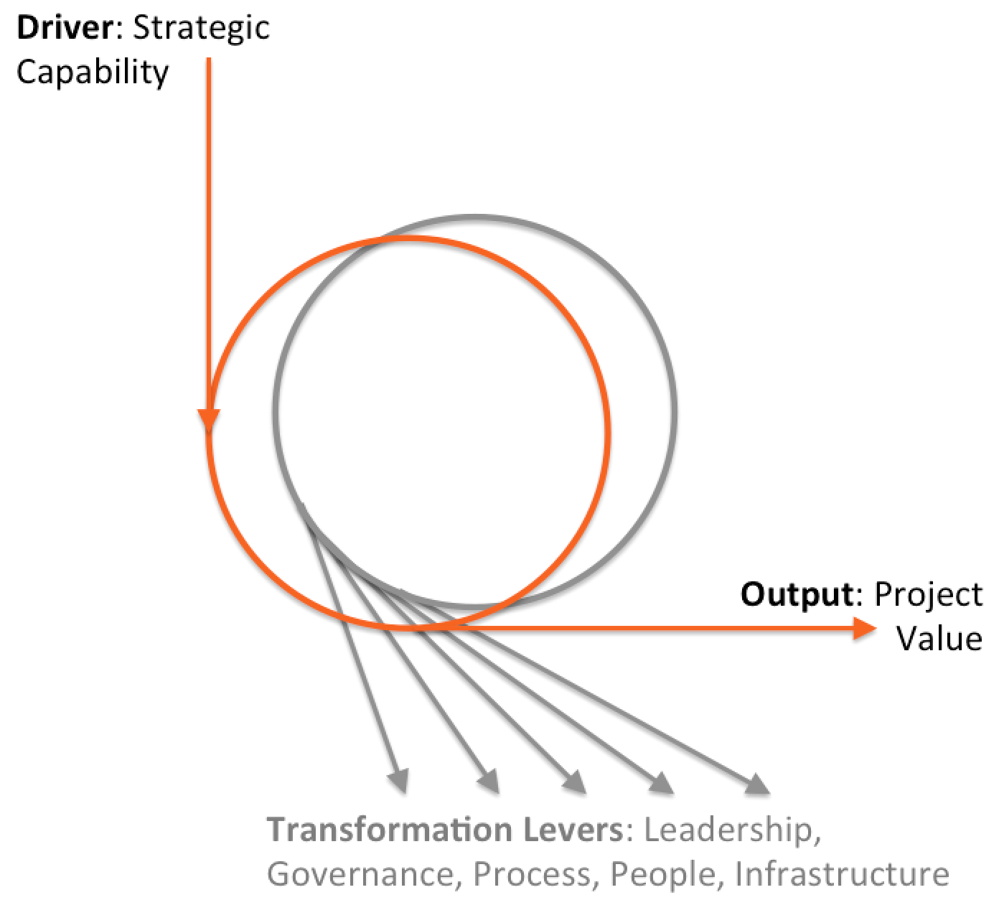 Driver: Strategic
Capability
Output: Project
Value
Transformation Levers: Leadership,
Governance, Process, People, Infrastructure